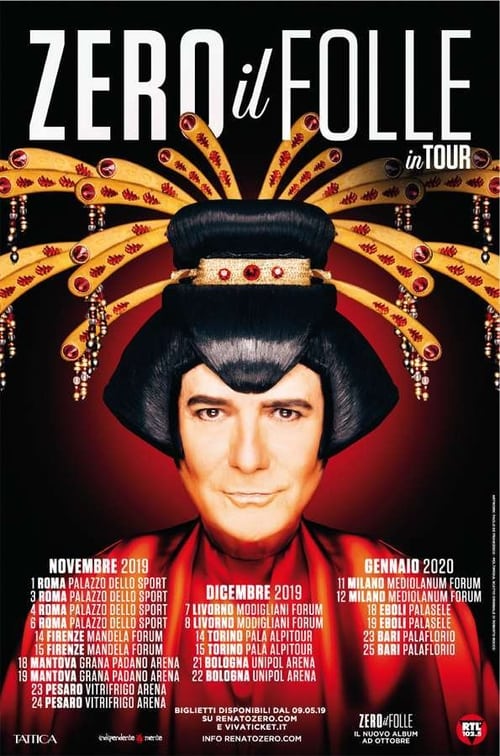 ZERO il FOLLE
in TOUR
NOVEMBRE 2019
1 ROMA PALAZZO DELLO SPORT
3 ROMA PALAZZO DELLO SPORT
4 ROMA PALAZZO DELLO SPORT
6 ROMA PALAZZO DELLO SPORT
14 FIRENZE MANDELA FORUM
15 FIRENZE MANDELA FORUM
18 MANTOVA GRANA PADANO ARENA
19 MANTOVA GRANA PADANO ARENA
23 PESARO VITRIFRIGO ARENA
24 PESARO VITRIFRIGO ARENA
DICEMBRE 2019
7 LIVORNO MODIGLIANI FORUM
8 LIVORNO MODIGLIANI FORUM
14 TORINO PALA ALPITOUR
15 TORINO PALA ALPITOUR
21 BOLOGNA UNIPOL ARENA
22 BOLOGNA UNIPOL ARENA
GENNAIO 2020
11 MILANO MEDIOLANUM FORUM
12 MILANO MEDIOLANUM FORUM
18 EBOLI PALASELE
19 EBOLI PALASELE
23 BARI PALAFLORIO
25 BARI PALAFLORIO
BIGLIETTI DISPONIBILI DAL 09.05.19
SU RENATOZERO.COM
E VIVATICKET.IT
INFO RENATOZERO.COM
TATTICA
indipendente mente
ZERO il FOLLE
IL NUOVO ALBUM
AD OTTOBRE
RTL
102.5